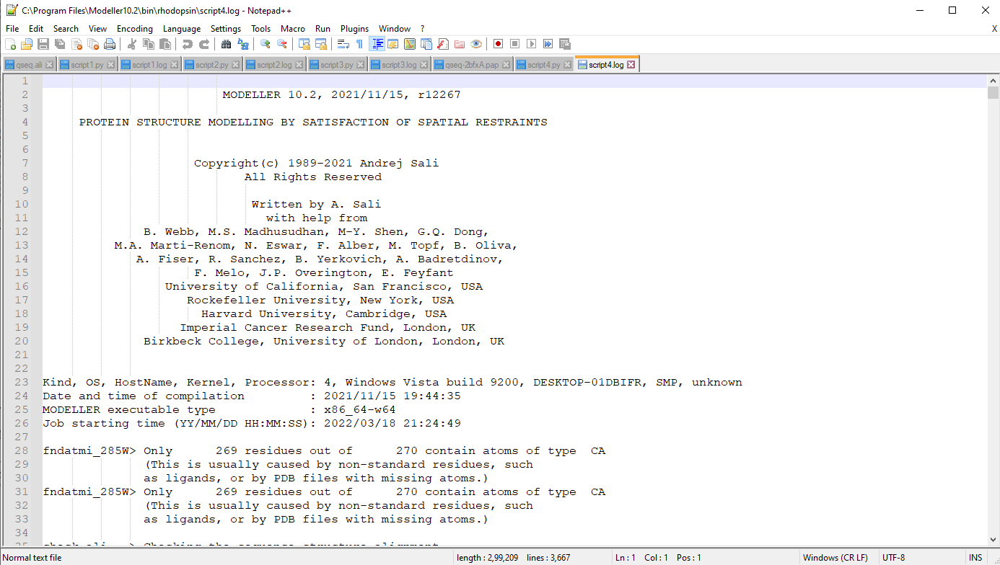 C:\Program Files\Modeller10.2\bin\rhodopsin\script4.log - Notepad++
File Edit Search View Encoding Language Settings Tools Macro Run Plugins Window ? X
qseq.ali script1.py script1.log script2.py script2.log script3.py script3.log qseq-2bfxA.pap script4.py script4.log
1
2 MODELLER 10.2, 2021/11/15, r12267
3
4 PROTEIN STRUCTURE MODELLING BY SATISFACTION OF SPATIAL RESTRAINTS
5
6
7 Copyright(c) 1989-2021 Andrej Sali
8 All Rights Reserved
9
10 Written by A. Sali
11 with help from
12 B. Webb, M.S. Madhusudhan, M-Y. Shen, G.Q. Dong,
13 M.A. Marti-Renom, N. Eswar, F. Alber, M. Topf, B. Oliva,
14 A. Fiser, R. Sanchez, B. Yerkovich, A. Badretdinov,
15 F. Melo, J.P. Overington, E. Feyfant
16 University of California, San Francisco, USA
17 Rockefeller University, New York, USA
18 Harvard University, Cambridge, USA
19 Imperial Cancer Research Fund, London, UK
20 Birkbeck College, University of London, London, UK
21
22
23 Kind, OS, HostName, Kernel, Processor: 4, Windows Vista build 9200, DESKTOP-01DBIFR, SMP, unknown
24 Date and time of compilation : 2021/11/15 19:44:35
25 MODELLER executable type : x86_64-w64
26 Job starting time (YY/MM/DD HH:MM:SS): 2022/03/18 21:24:49
27
28 fndatmi_285W> Only 269 residues out of 270 contain atoms of type CA
29 (This is usually caused by non-standard residues, such
30 as ligands, or by PDB files with missing atoms.)
31 fndatmi_285W> Only 269 residues out of 270 contain atoms of type CA
32 (This is usually caused by non-standard residues, such
33 as ligands, or by PDB files with missing atoms.)
34
Normal text file length : 2,99,209 lines : 3,667 Ln : 1 Col : 1 Pos : 1 Windows (CR LF) UTF-8 INS